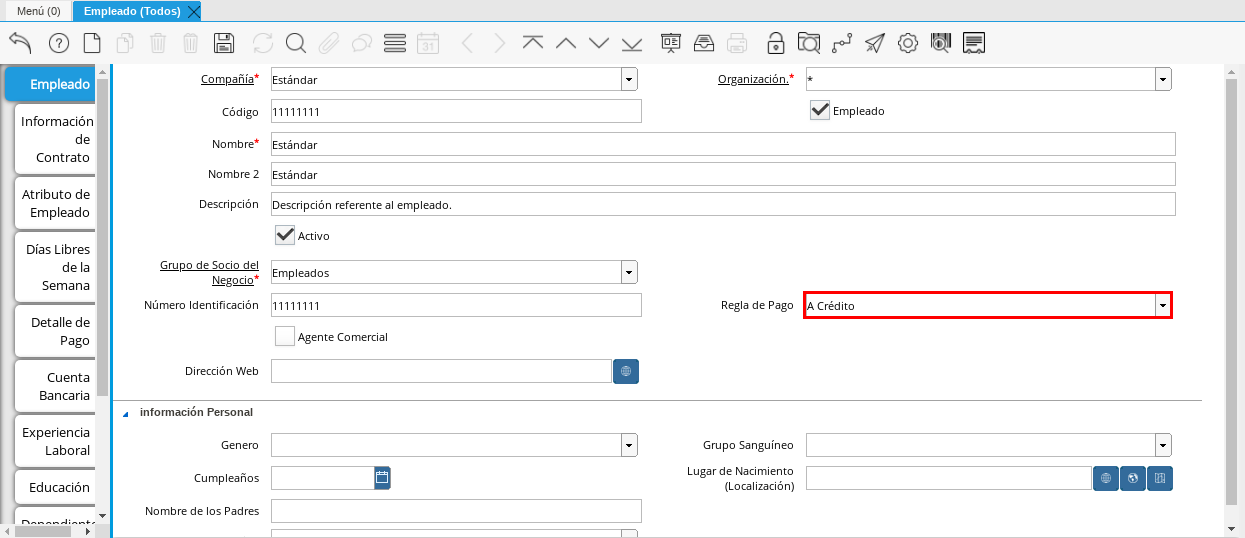 Menú (0)
Empleado (Todos)
31
Empleado
Información de Contrato
Atributo de Empleado
Días Libres de la Semana
Detalle de Pago
Cuenta Bancaria
Experiencia Laboral
Educación
Dependiente
Compañía* Estándar
Organización.* *
Código 11111111
Empleado
Nombre* Estándar
Nombre 2 Estándar
Descripción Descripción referente al empleado.
Activo
Grupo de Socio del Negocio* Empleados
Número Identificación 11111111
Regla de Pago A Crédito
Agente Comercial
Dirección Web
información Personal
Genero
Grupo Sanguíneo
Cumpleaños
Lugar de Nacimiento (Localización)
Nombre de los Padres